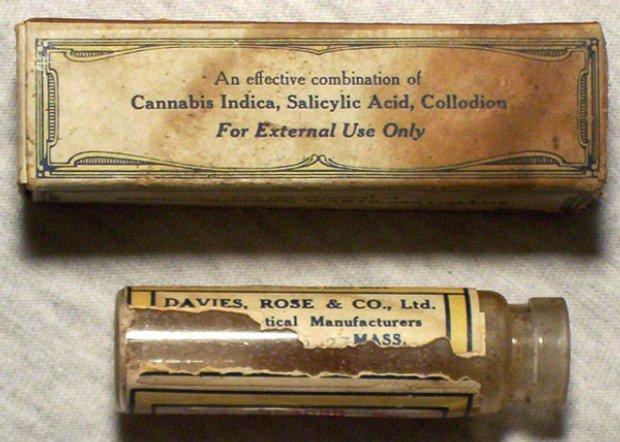 An effective combination of
Cannabis Indica, Salicylic Acid, Collodion
For External Use Only
DAVIES, ROSE & CO., Ltd.
tical Manufacturers
MASS.